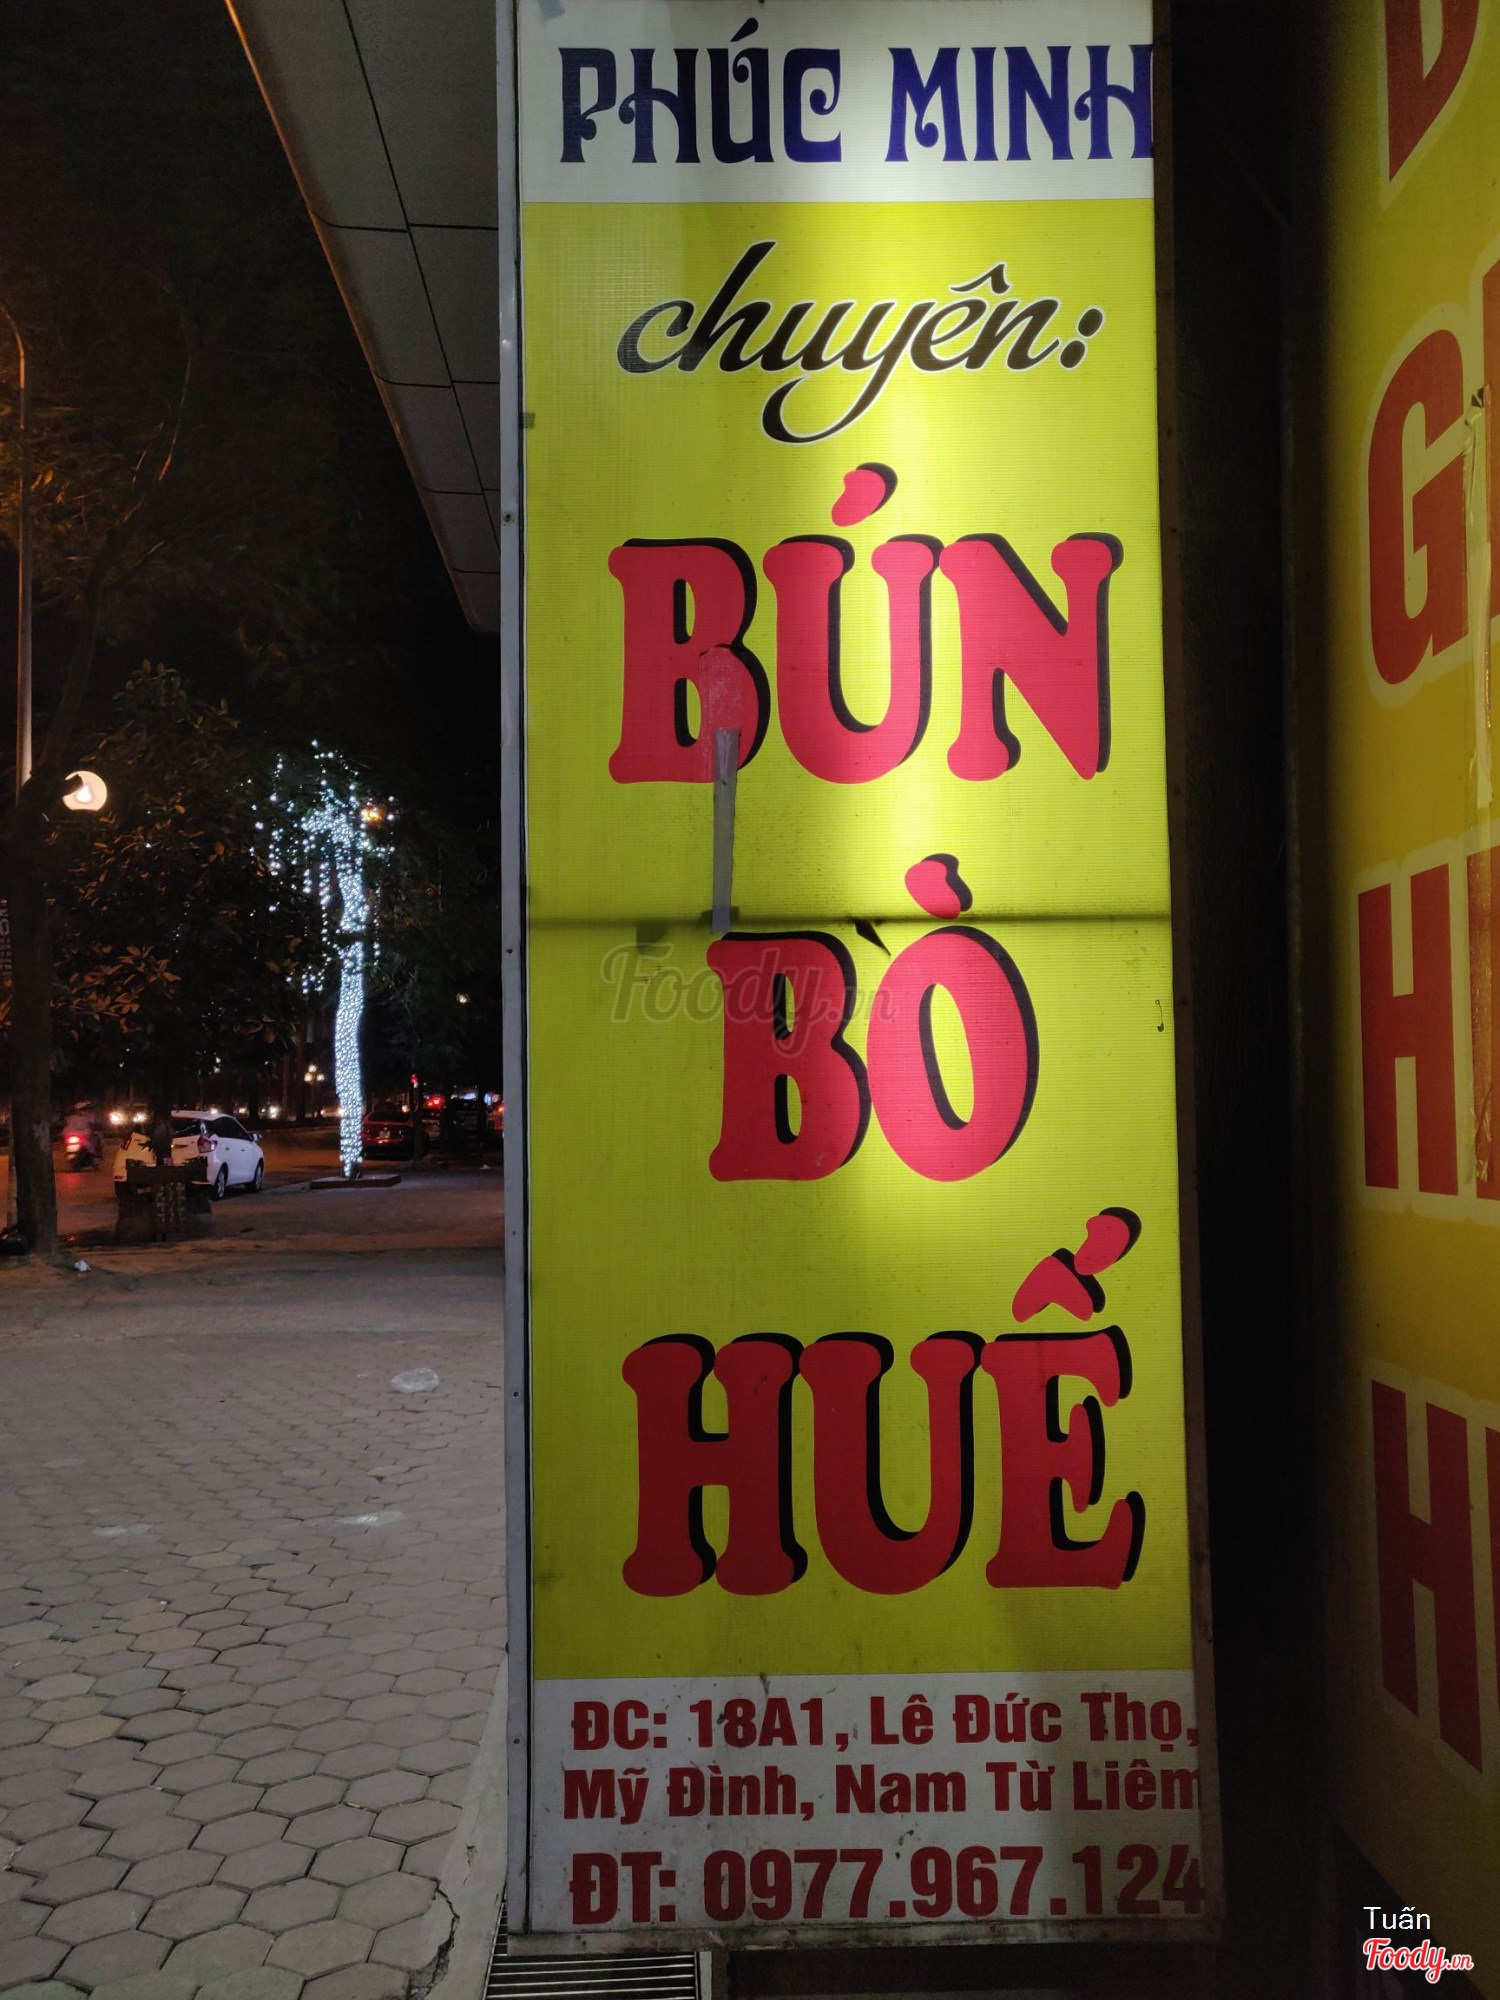 PHÚC MINH
chuyên:
BÚN
BÒ
HUẾ
ĐC: 18A1, Lê Đức Thọ,
Mỹ Đình, Nam Từ Liêm
ĐT: 0977.967.124
Foody.vn
Tuấn
Foody.vn